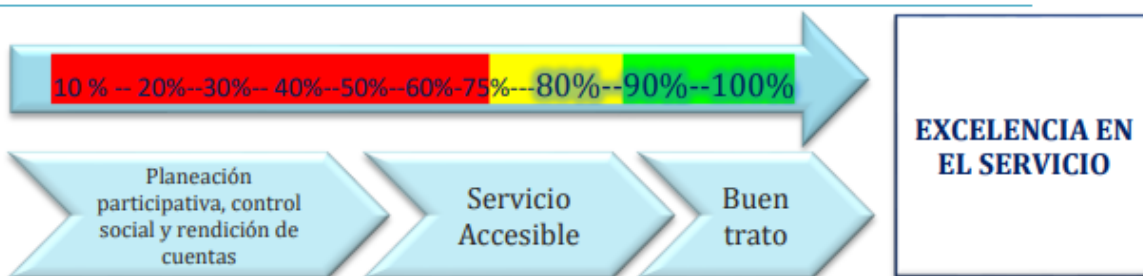 10 % -- 20%--30%-- 40%--50%--60%-75%---80%--90%--100%
EXCELENCIA EN
EL SERVICIO
Planeación
participativa, control
social y rendición de
cuentas
Servicio
Accesible
Buen
trato